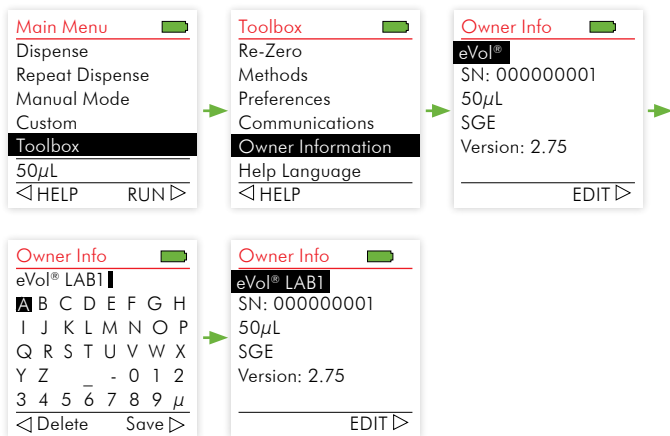 Main Menu
Dispense
Repeat Dispense
Manual Mode
Custom
Toolbox
50µL
◁ HELP RUN ▷
Toolbox
Re-Zero
Methods
Preferences
Communications
Owner Information
Help Language
◁ HELP
Owner Info
eVol®
SN: 000000001
50µL
SGE
Version: 2.75
EDIT ▷
Owner Info
eVol® LAB1
A B C D E F G H
I J K L M N O P
Q R S T U V W X
Y Z _ - 0 1 2
3 4 5 6 7 8 9 µ
◁ Delete Save ▷
Owner Info
eVol® LAB1
SN: 000000001
50µL
SGE
Version: 2.75
EDIT ▷